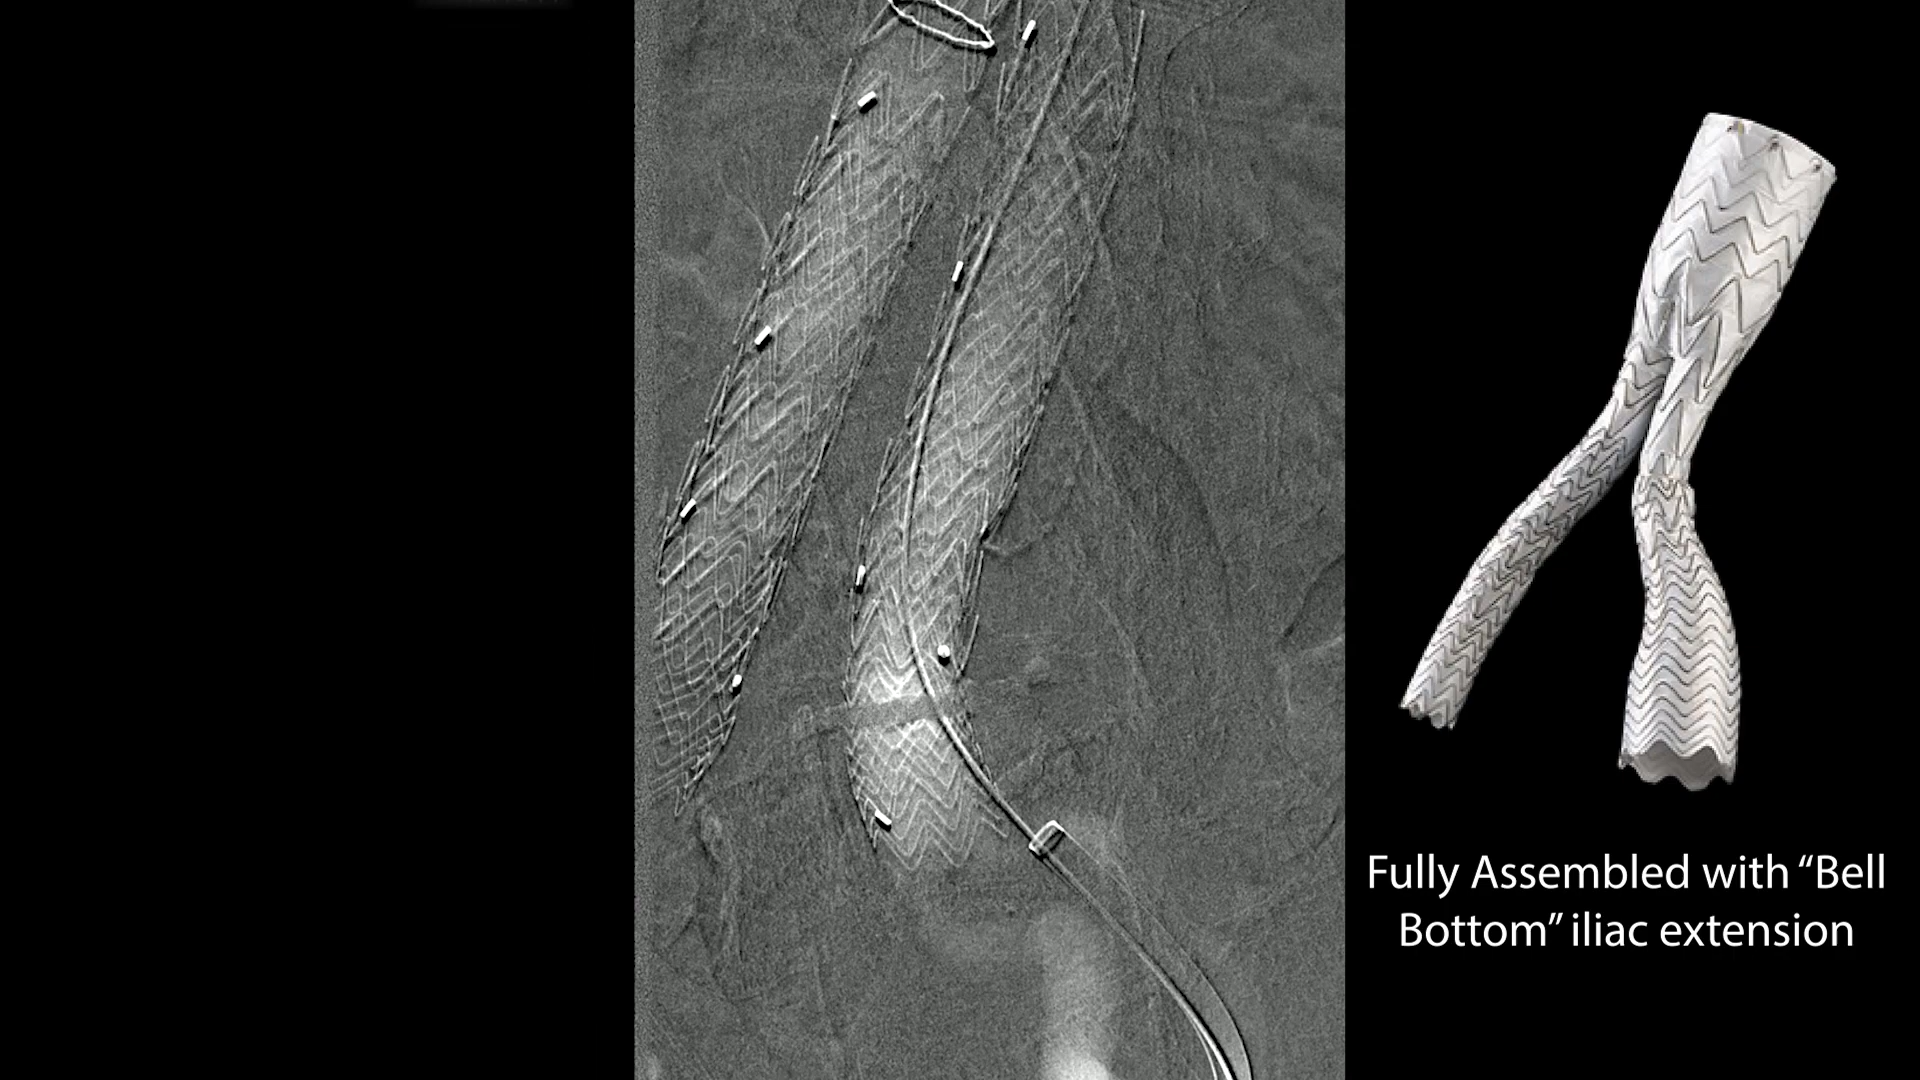 Fully Assembled with “Bell
Bottom” iliac extension